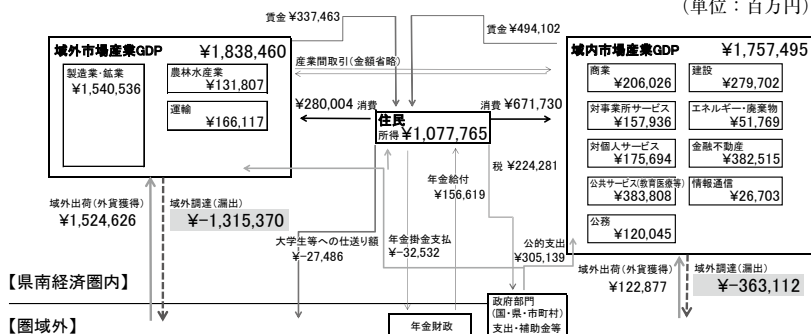 (単位：百万円)
賃金 ¥337,463
賃金 ¥494,102
域外市場産業GDP ¥1,838,460
製造業・鉱業
¥1,540,536
農林水産業
¥131,807
運輸
¥166,117
産業間取引(金額省略)
域内市場産業GDP ¥1,757,495
商業
¥206,026
建設
¥279,702
対事業所サービス
¥157,936
エネルギー・廃棄物
¥51,769
対個人サービス
¥175,694
金融不動産
¥382,515
公共サービス(教育医療等)
¥383,808
情報通信
¥26,703
公務
¥120,045
¥280,004 消費
消費 ¥671,730
住民
所得 ¥1,077,765
税 ¥224,281
年金給付
¥156,619
域外出荷(外貨獲得)
¥1,524,626
域外調達(漏出)
¥-1,315,370
大学生等への仕送り額
¥-27,486
年金掛金支払
¥-32,532
公的支出
¥305,139
域外出荷(外貨獲得)
¥122,877
域外調達(漏出)
¥-363,112
【県南経済圏内】
【圏域外】
年金財政
政府部門
(国・県・市町村)
支出・補助金等